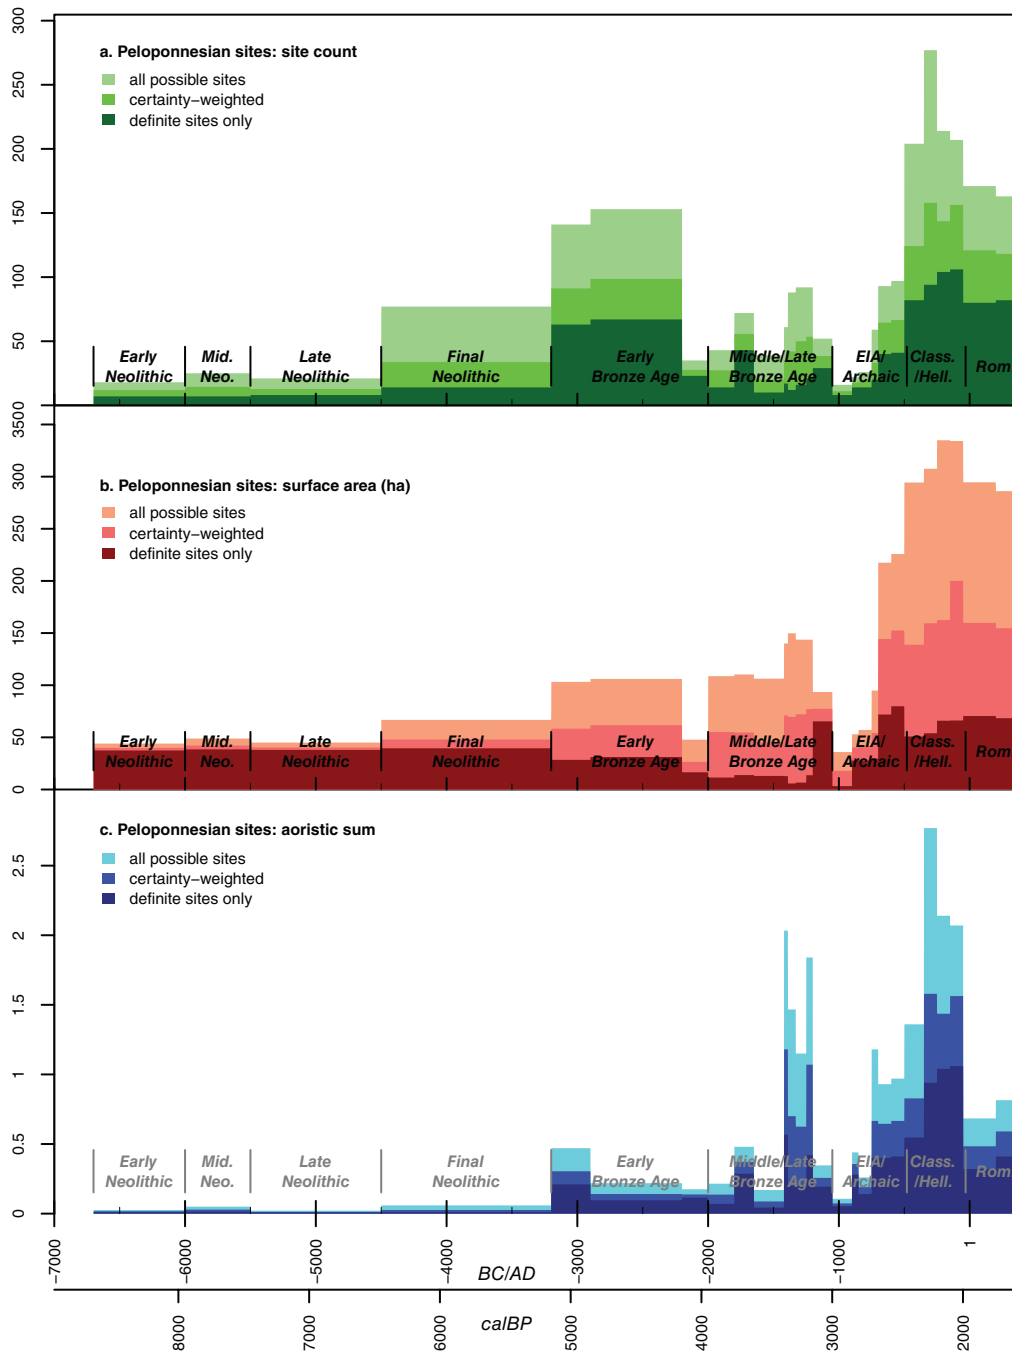 300
250
200
150
100
50
0
a. Peloponnesian sites: site count
all possible sites
certainty−weighted
definite sites only
Early Neolithic
Mid. Neo.
Late Neolithic
Final Neolithic
Early Bronze Age
Middle/Late Bronze Age
EIA/ Archaic
Class. /Hell.
Rom
3500
300
250
200
150
100
50
0
b. Peloponnesian sites: surface area (ha)
all possible sites
certainty−weighted
definite sites only
Early Neolithic
Mid. Neo.
Late Neolithic
Final Neolithic
Early Bronze Age
Middle/Late Bronze Age
EIA/ Archaic
Class. /Hell.
Rom
2.5
2
1.5
1
0.5
0
c. Peloponnesian sites: aoristic sum
all possible sites
certainty−weighted
definite sites only
Early Neolithic
Mid. Neo.
Late Neolithic
Final Neolithic
Early Bronze Age
Middle/Late Bronze Age
EIA/ Archaic
Class. /Hell.
Rom
−7000 −6000 −5000 −4000 −3000 −2000 −1000 1
BC/AD
8000 7000 6000 5000 4000 3000 2000
calBP